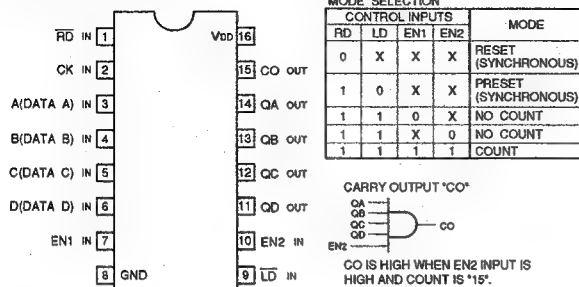 MODE SELECTION
CONTROL INPUTS MODE
RD LD EN1 EN2
0 X X X RESET (SYNCHRONOUS)
1 0 X X PRESET (SYNCHRONOUS)
1 1 0 X NO COUNT
1 1 X 0 NO COUNT
1 1 1 1 COUNT
RD IN 1 VDD 16
CK IN 2 15 CO OUT
A(DATA A) IN 3 14 QA OUT
B(DATA B) IN 4 13 QB OUT
C(DATA C) IN 5 12 QC OUT
D(DATA D) IN 6 11 QD OUT
EN1 IN 7 10 EN2 IN
8 GND 9 LD IN
CARRY OUTPUT "CO"
QA
QB
QC CO
QD
EN2
CO IS HIGH WHEN EN2 INPUT IS
HIGH AND COUNT IS "15".